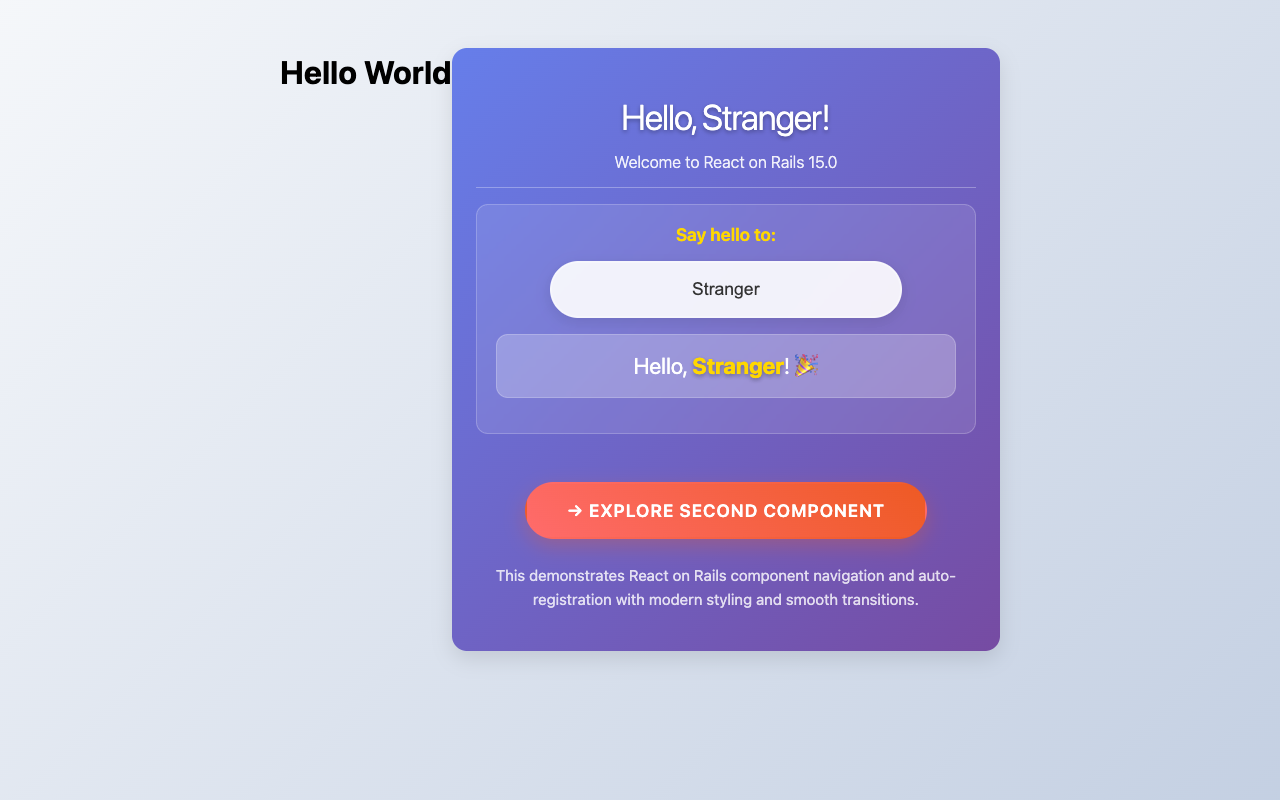 Hello World
Hello, Stranger!
Welcome to React on Rails 15.0
Say hello to:
Stranger
Hello, Stranger! 🎉
→ EXPLORE SECOND COMPONENT
This demonstrates React on Rails component navigation and auto-
registration with modern styling and smooth transitions.